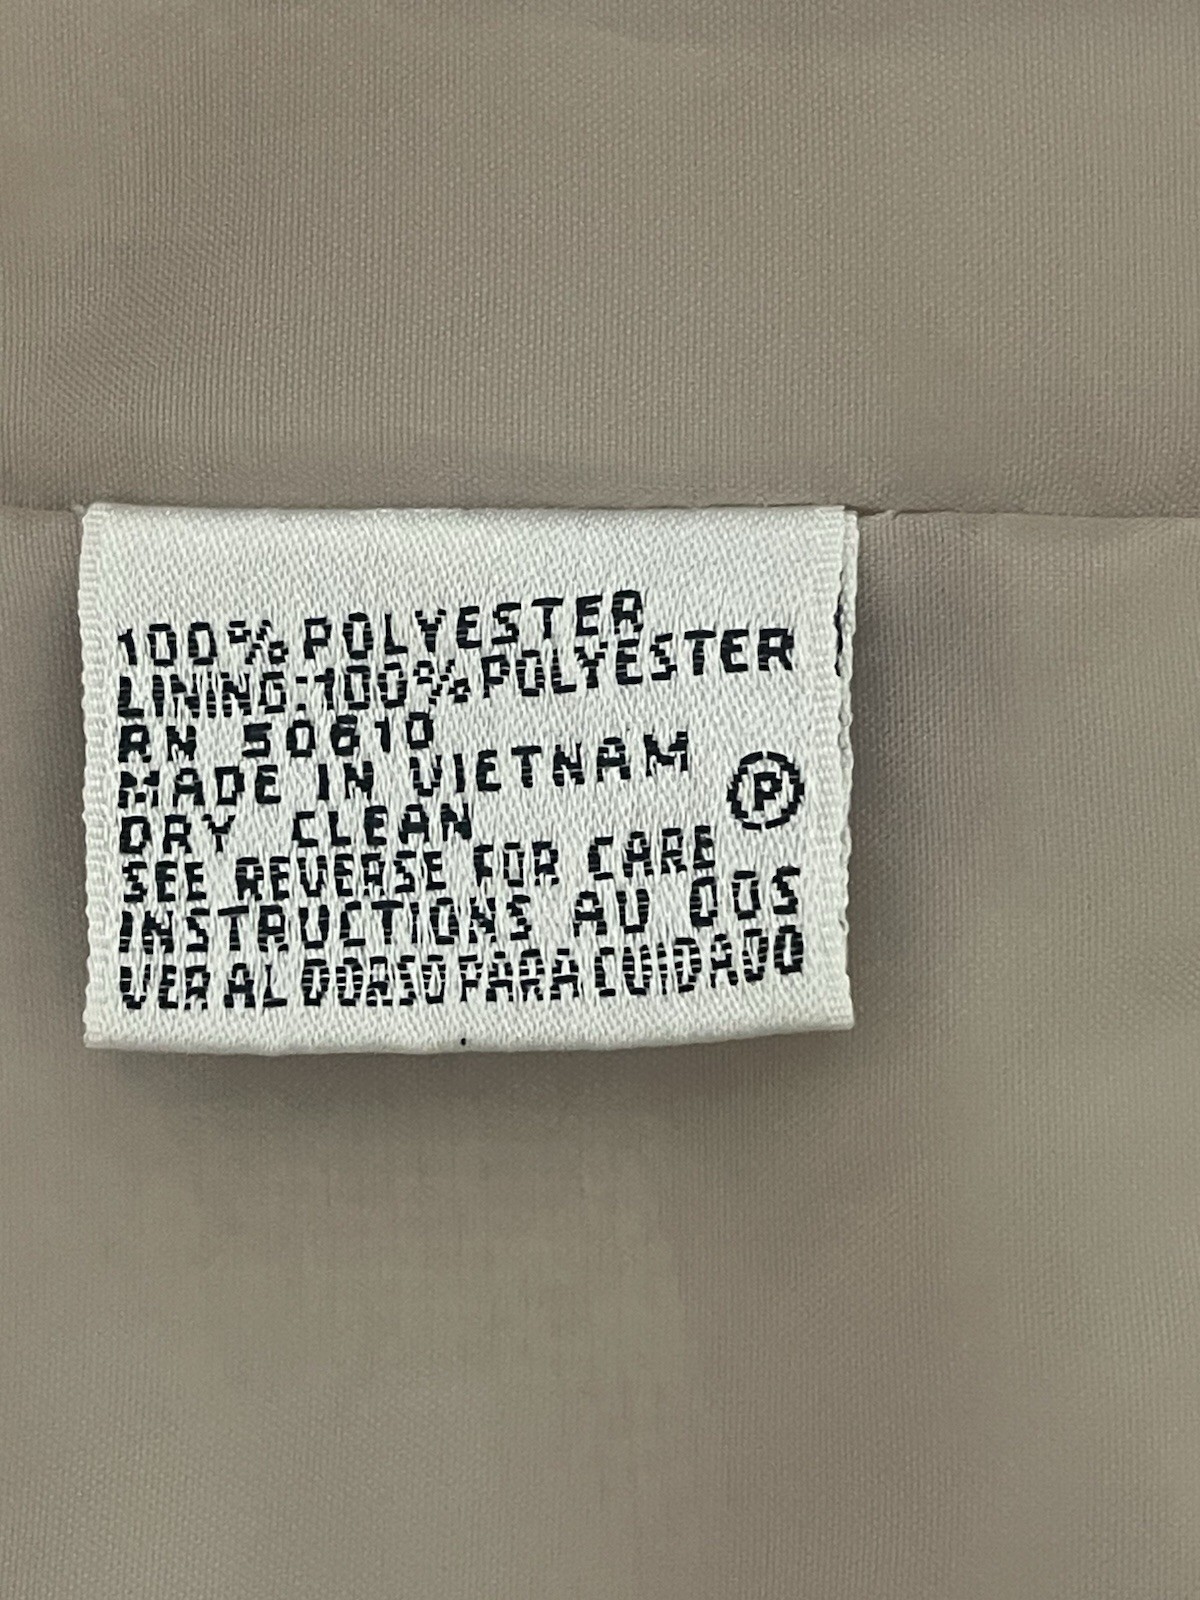 100% POLYESTER
LINING:100% POLYESTER
RN 50610
MADE IN VIETNAM
DRY CLEAN
P
SEE REVERSE FOR CARE
INSTRUCTIONS AU DOS
VER AL DORSO PARA CUIDADO